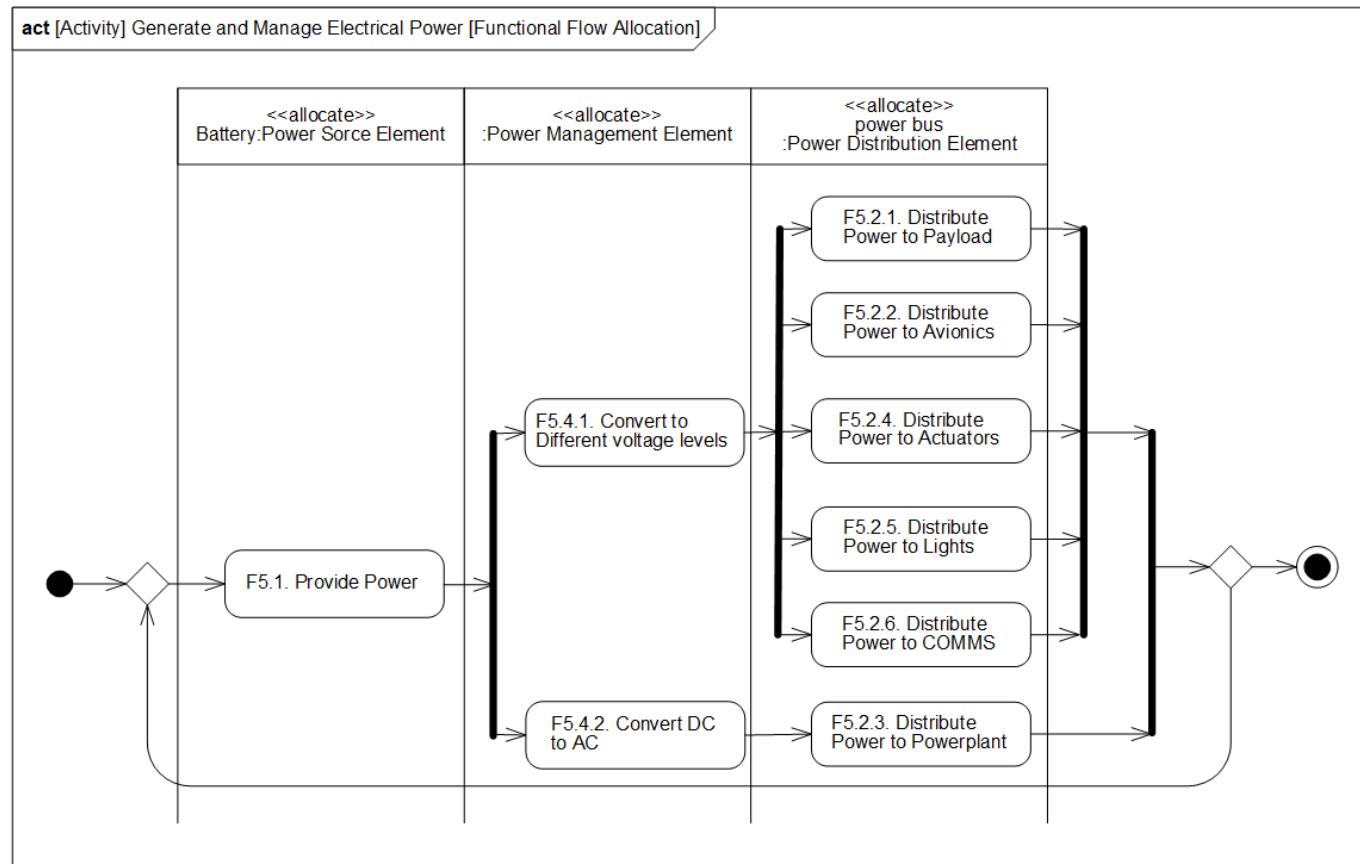 act [Activity] Generate and Manage Electrical Power [Functional Flow Allocation]
<<allocate>>
Battery:Power Sorce Element
<<allocate>>
:Power Management Element
<<allocate>>
power bus
:Power Distribution Element
F5.2.1. Distribute
Power to Payload
F5.2.2. Distribute
Power to Avionics
F5.4.1. Convert to
Different voltage levels
F5.2.4. Distribute
Power to Actuators
F5.2.5. Distribute
Power to Lights
F5.1. Provide Power
F5.2.6. Distribute
Power to COMMS
F5.4.2. Convert DC
to AC
F5.2.3. Distribute
Power to Powerplant